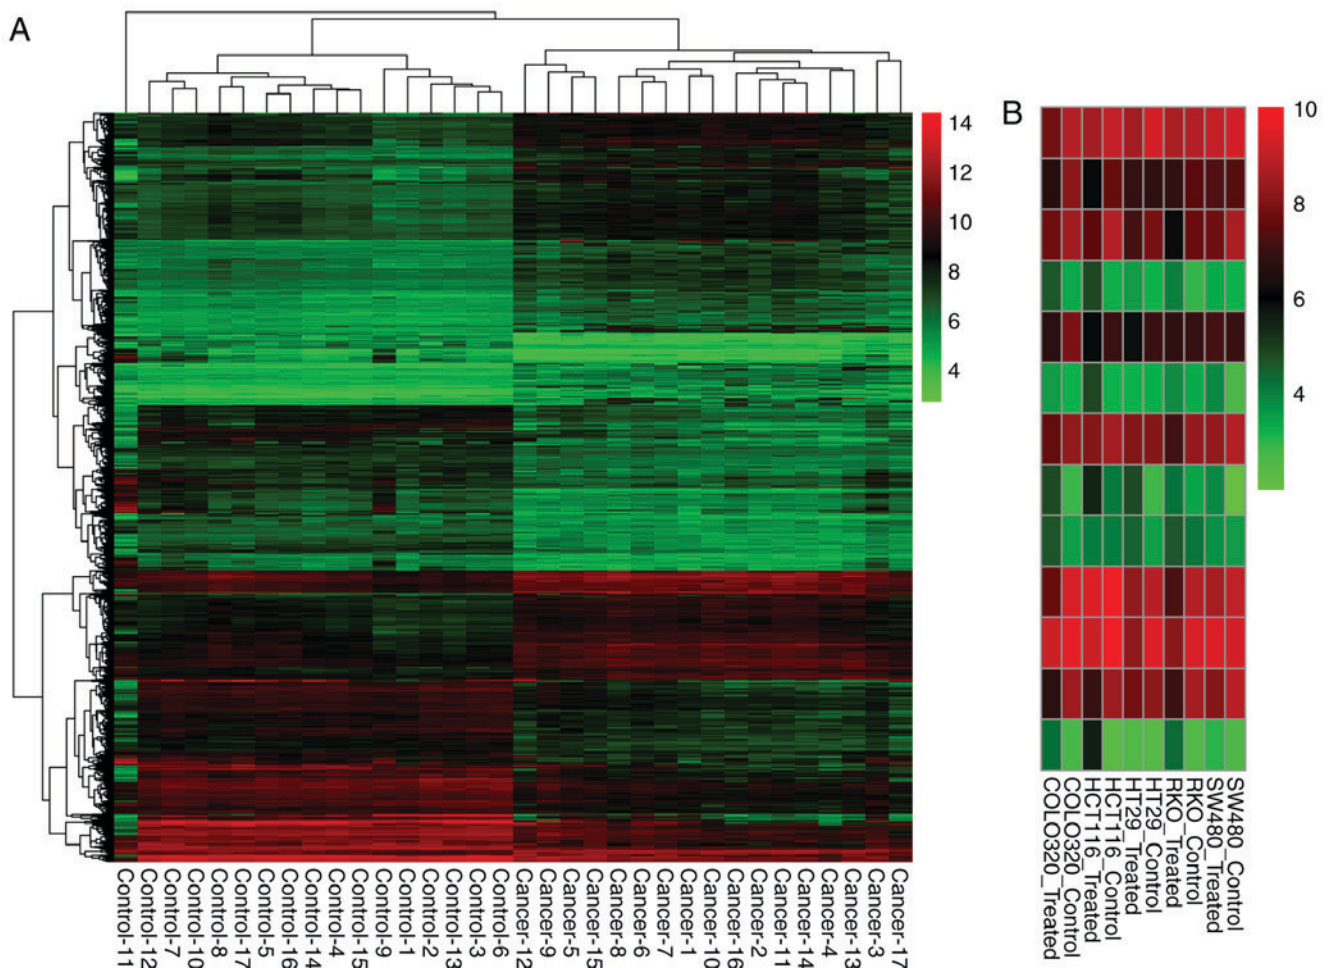 A
14
12
10
8
6
4
B
10
8
6
4
Control-11
Control-12
Control-7
Control-10
Control-8
Control-17
Control-5
Control-16
Control-14
Control-4
Control-15
Control-9
Control-1
Control-2
Control-13
Control-3
Control-6
Cancer-12
Cancer-9
Cancer-5
Cancer-15
Cancer-8
Cancer-6
Cancer-7
Cancer-1
Cancer-10
Cancer-16
Cancer-2
Cancer-11
Cancer-14
Cancer-4
Cancer-13
Cancer-3
Cancer-17
COLO320_Treated
COLO320_Control
HCT116_Treated
HCT116_Control
HT29_Treated
HT29_Control
RKO_Treated
RKO_Control
SW480_Treated
SW480_Control